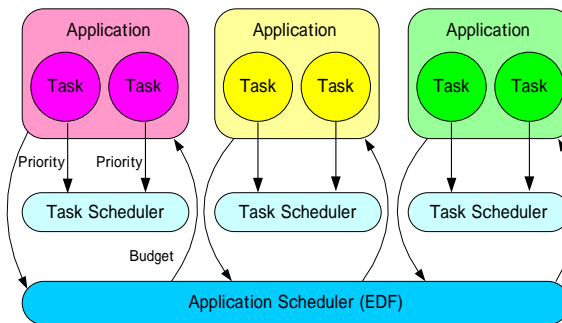 Application Application Application
Task Task Task Task Task Task
Priority Priority
Task Scheduler Task Scheduler Task Scheduler
Budget
Application Scheduler (EDF)